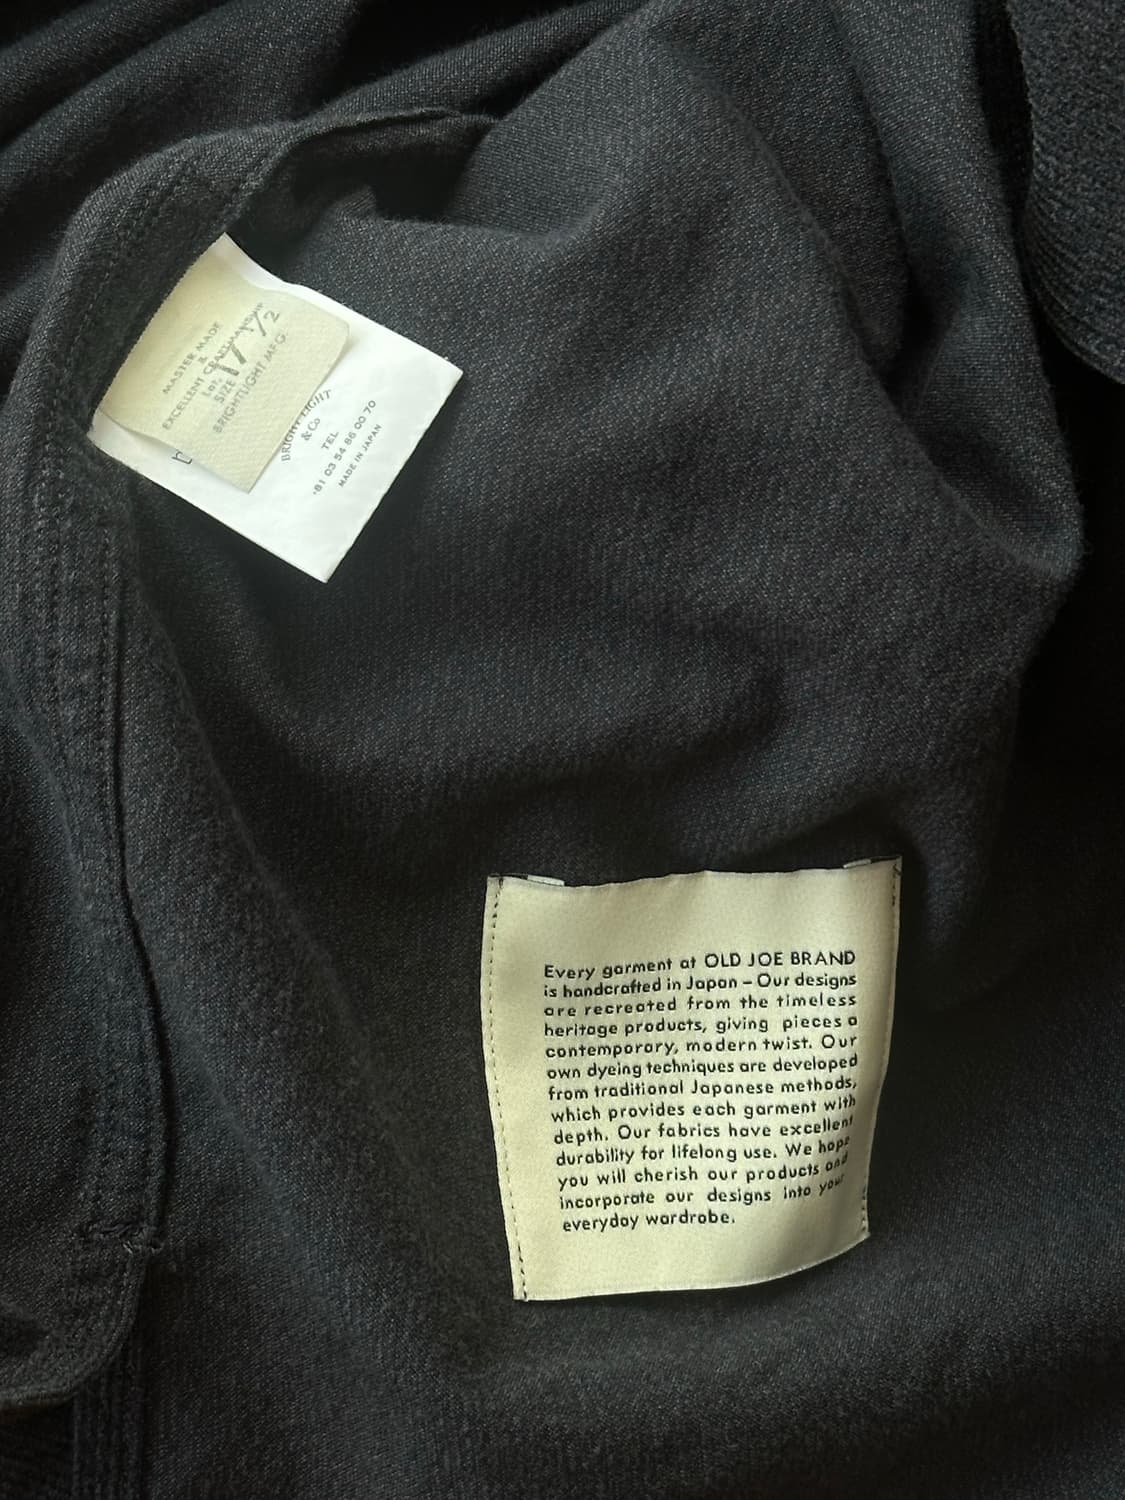 MASTER MADE
&
EXCELLENT CRAFTMANSHIP
Lot.
SIZE 17 1/2
BRIGHTLIGHT MFG
BRIGHT LIGHT
& Co
TEL
+81 03 54 86 00 70
MADE IN JAPAN
Every garment at OLD JOE BRAND
is handcrafted in Japan – Our designs
are recreated from the timeless
heritage products, giving pieces a
contemporary, modern twist. Our
own dyeing techniques are developed
from traditional Japanese methods,
which provides each garment with
depth. Our fabrics have excellent
durability for lifelong use. We hope
you will cherish our products and
incorporate our designs into your
everyday wardrobe.